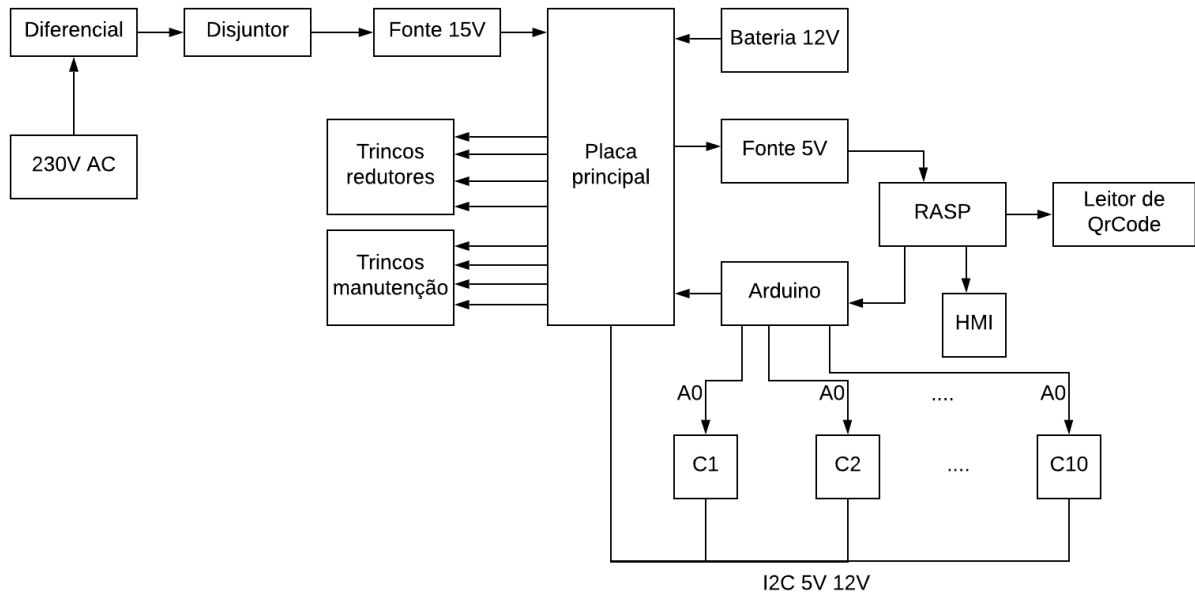 Diferencial
Disjuntor
Fonte 15V
Bateria 12V
230V AC
Trincos
redutores
Placa
principal
Fonte 5V
RASP
Leitor de
QrCode
Trincos
manutenção
Arduino
HMI
A0
A0
....
A0
C1
C2
....
C10
I2C 5V 12V